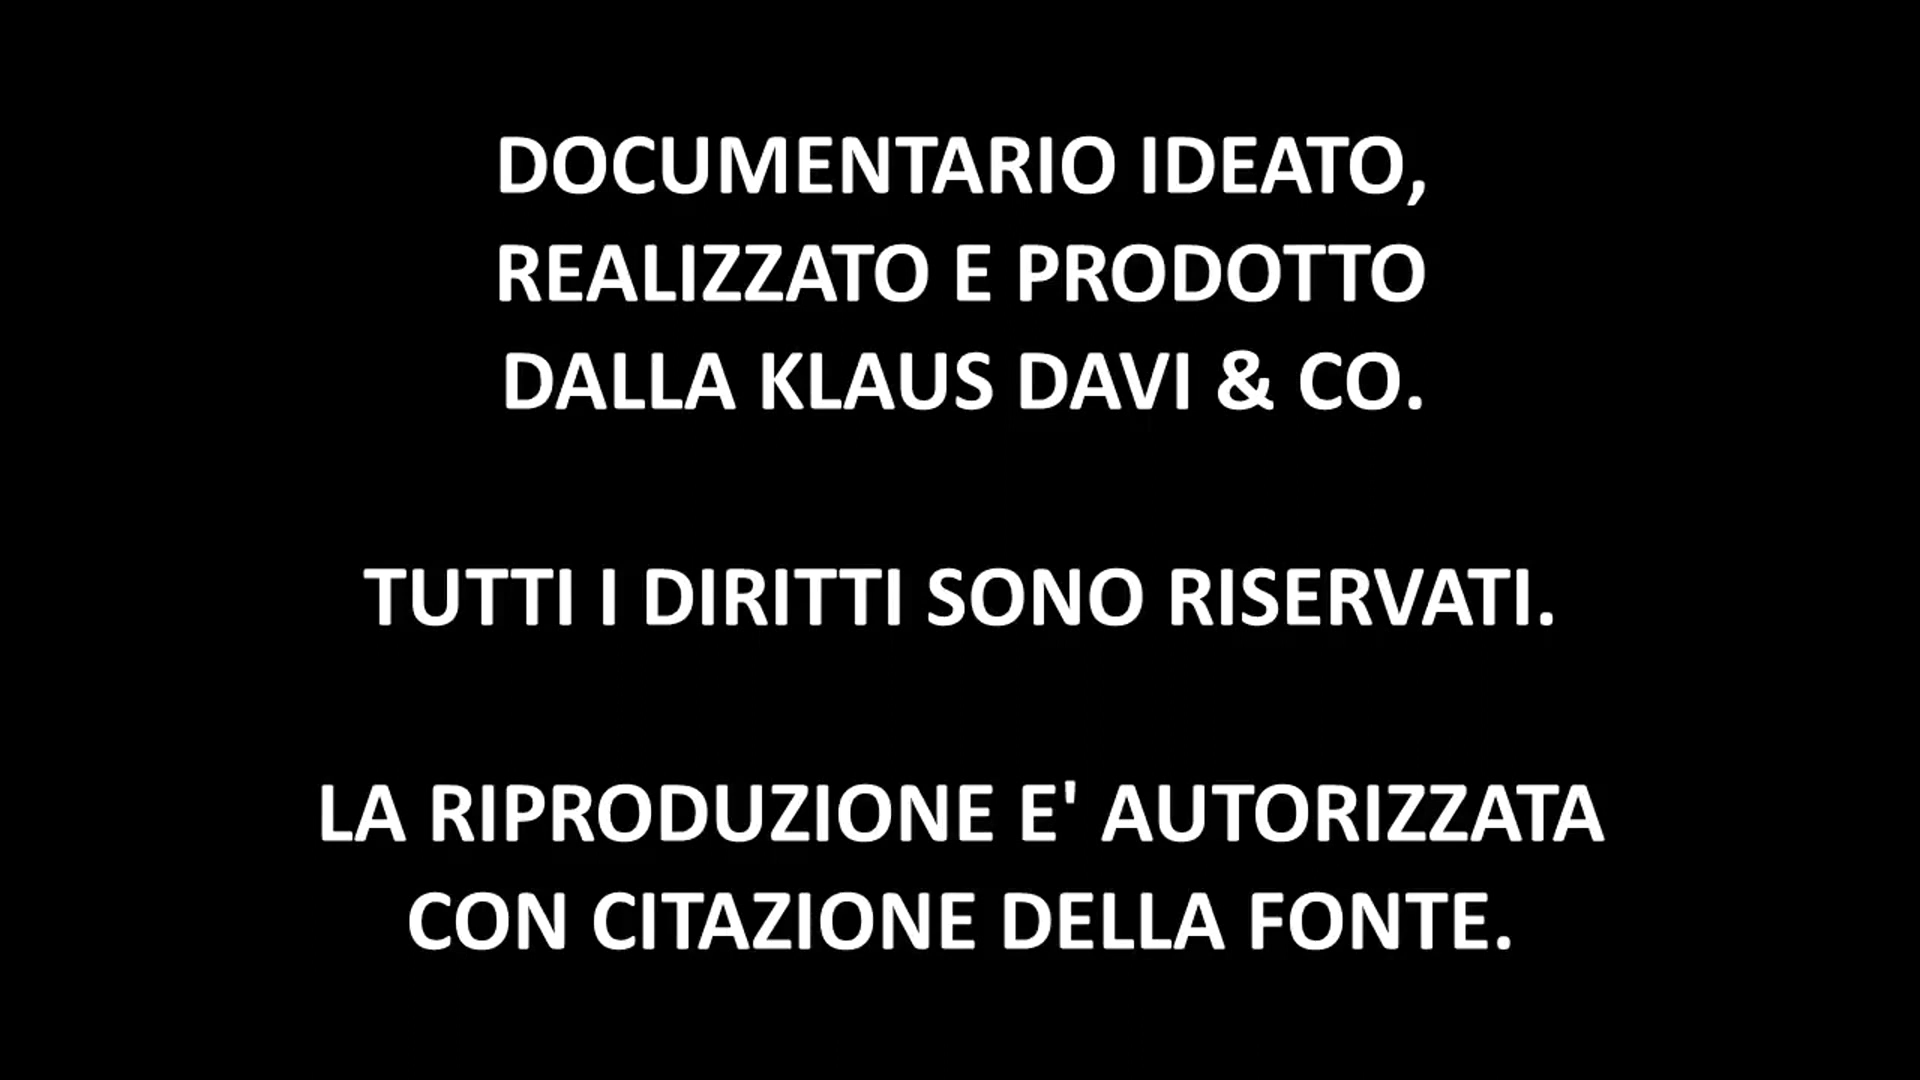 DOCUMENTARIO IDEATO,
REALIZZATO E PRODOTTO
DALLA KLAUS DAVI & CO.
TUTTI I DIRITTI SONO RISERVATI.
LA RIPRODUZIONE E' AUTORIZZATA
CON CITAZIONE DELLA FONTE.